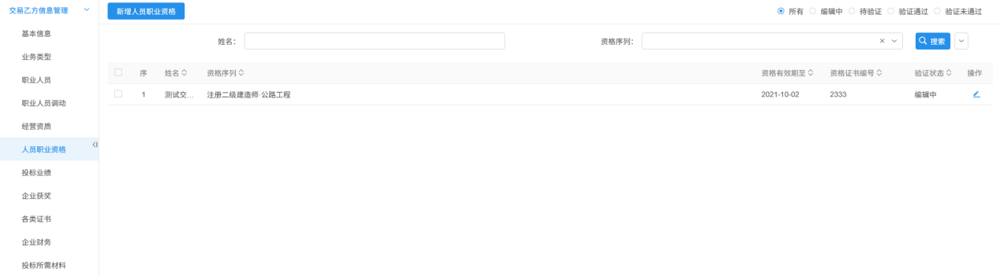 交易乙方信息管理
基本信息
业务类型
职业人员
职业人员调动
经营资质
人员职业资格
投标业绩
企业获奖
各类证书
企业财务
投标所需材料
新增人员职业资格
所有 编辑中 待验证 验证通过 验证未通过
姓名: 资格序列: 搜索
序 姓名 资格序列 资格有效期至 资格证书编号 验证状态 操作
1 测试交... 注册二级建造师·公路工程 2021-10-02 2333 编辑中